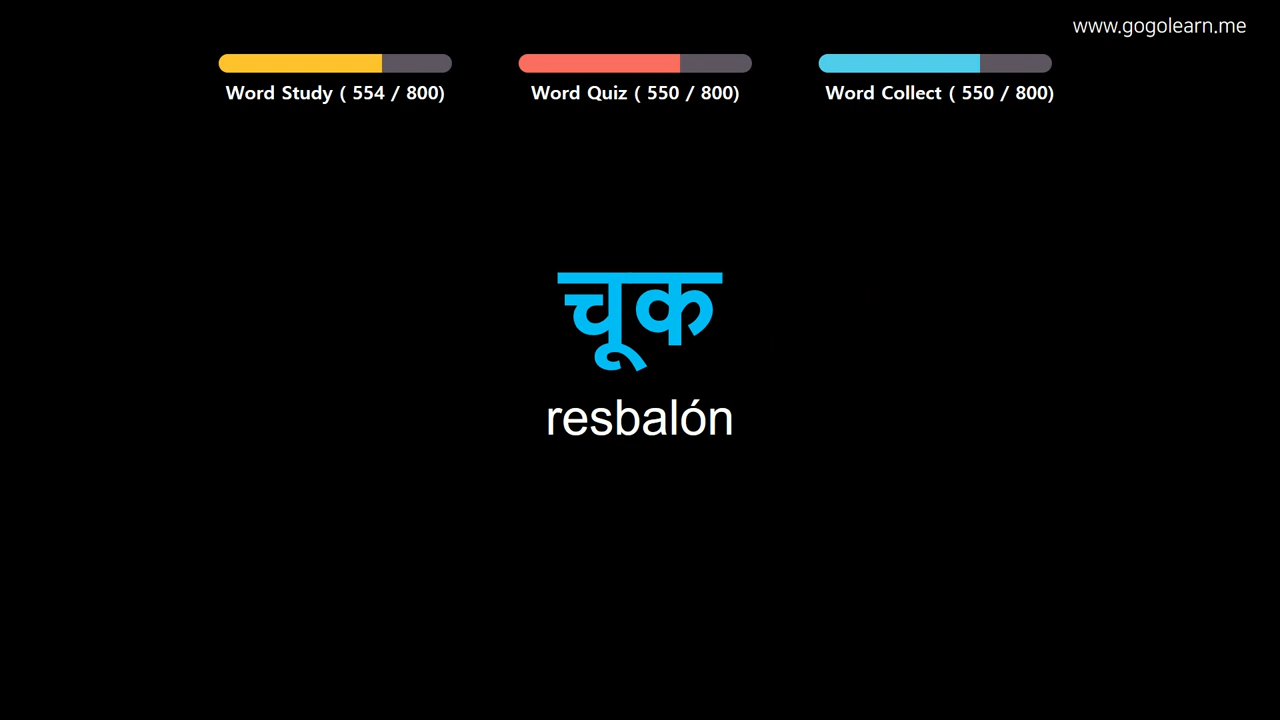 www.gogolearn.me
Word Study ( 554 / 800)
Word Quiz ( 550 / 800)
Word Collect ( 550 / 800)
चूक
resbalón